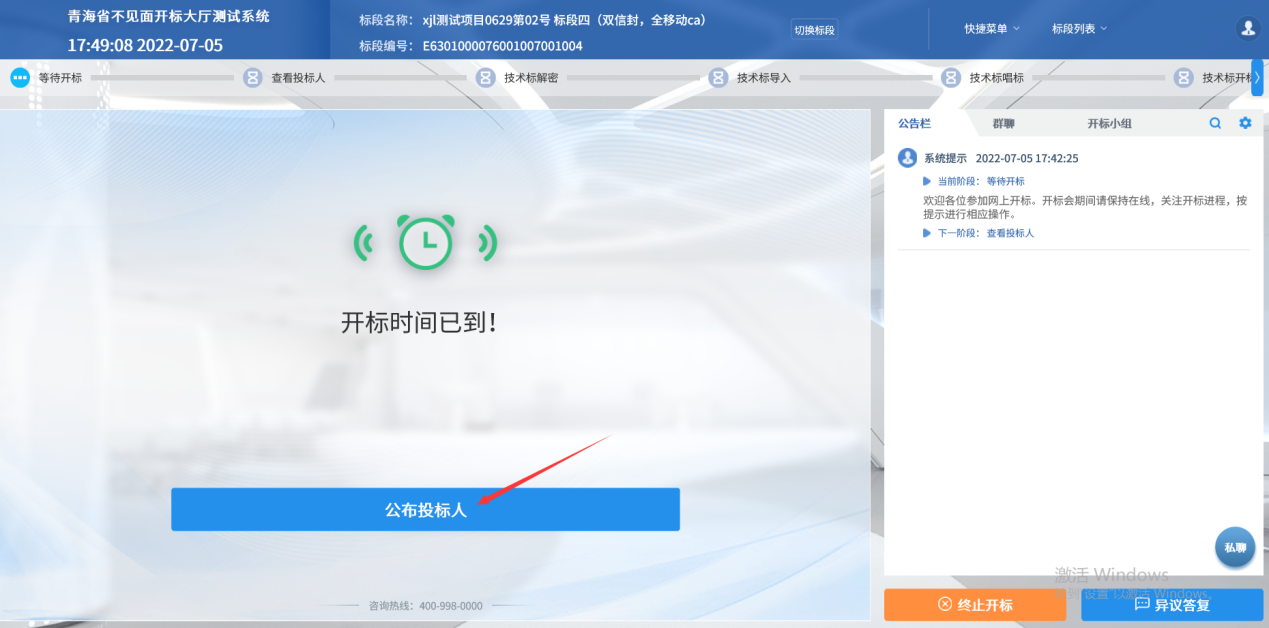 青海省不见面开标大厅测试系统
17:49:08 2022-07-05
标段名称： xjl测试项目0629第02号 标段四（双信封，全移动ca）
标段编号： E6301000076001007001004
切换标段
快捷菜单
标段列表
等待开标
查看投标人
技术标解密
技术标导入
技术标唱标
技术标开标
开标时间已到！
公布投标人
咨询热线：400-998-0000
公告栏
群聊
开标小组
系统提示 2022-07-05 17:42:25
当前阶段： 等待开标
欢迎各位参加网上开标。开标会期间请保持在线，关注开标进程，按
提示进行相应操作。
下一阶段： 查看投标人
私聊
激活 Windows
转到"设置"以激活 Windows。
终止开标
异议答复